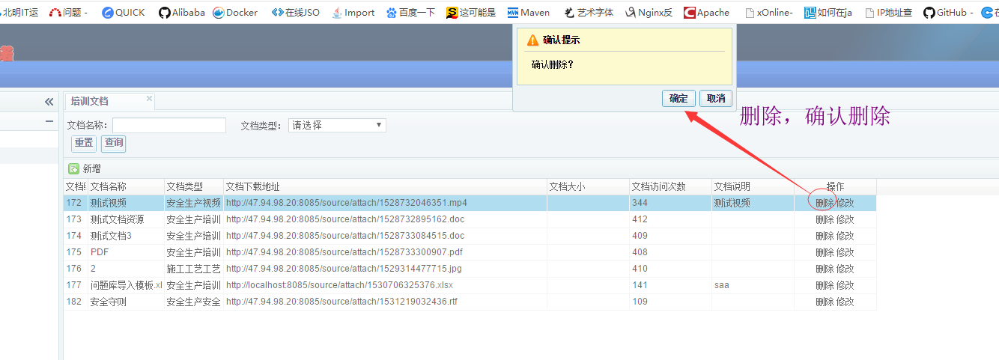 北明IT运 问题 - QUICK Alibaba Docker 在线JSO Import 百度一下 这可能是 Maven 艺术字体 Nginx反 Apache xOnline- 如何在ja IP地址查 GitHub -
确认提示
确认删除?
确定 取消
删除，确认删除
培训文档
文档名称: 文档类型: 请选择
重置 查询
新增
文档名称 文档类型 文档下载地址 文档大小 文档访问次数 文档说明 操作
172 测试视频 安全生产视频 http://47.94.98.20:8085/source/attach/1528732046351.mp4 344 测试视频 删除 修改
173 测试文档资源 安全生产培训 http://47.94.98.20:8085/source/attach/1528732895162.doc 412 删除 修改
174 测试文档3 安全生产培训 http://47.94.98.20:8085/source/attach/1528733084515.doc 409 删除 修改
175 PDF 安全生产培训 http://47.94.98.20:8085/source/attach/1528733300907.pdf 408 删除 修改
176 2 施工工艺工艺 http://47.94.98.20:8085/source/attach/1529314477715.jpg 410 删除 修改
177 问题库导入模板.xl 安全生产培训 http://localhost:8085/source/attach/1530706325376.xlsx 141 saa 删除 修改
182 安全守则 安全生产安全 http://47.94.98.20:8085/source/attach/1531219032436.rtf 109 删除 修改